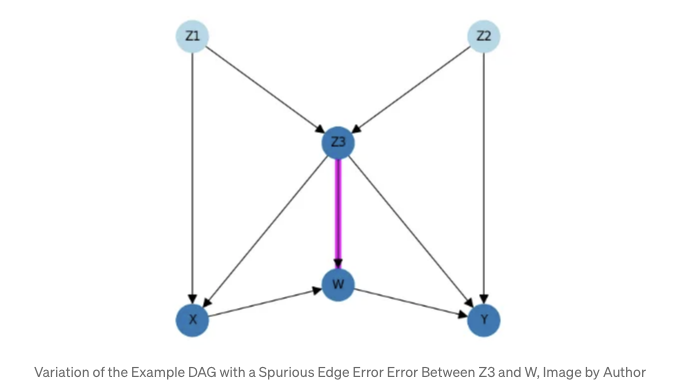 Z1
Z2
Z3
W
X
Y
Variation of the Example DAG with a Spurious Edge Error Error Between Z3 and W, Image by Author